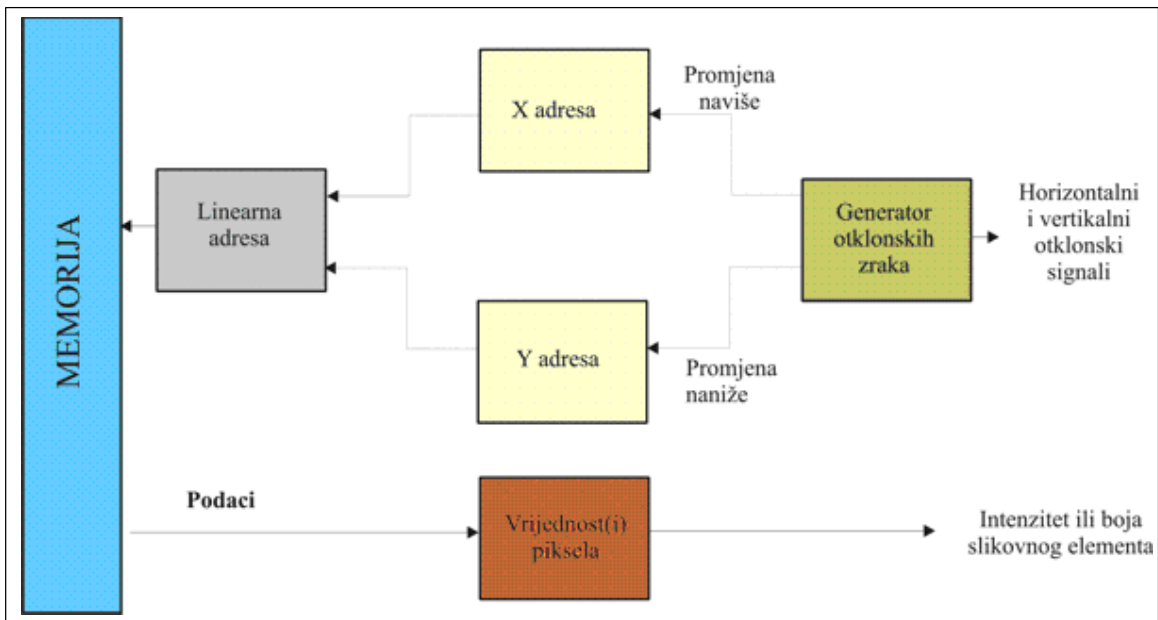 MEMORIJA
Linearna
adresa
X adresa
Promjena
naviše
Generator
otklonskih
zraka
Horizontalni
i vertikalni
otklonski
signali
Y adresa
Promjena
naniže
Podaci
Vrijednost(i)
piksela
Intenzitet ili boja
slikovnog elementa